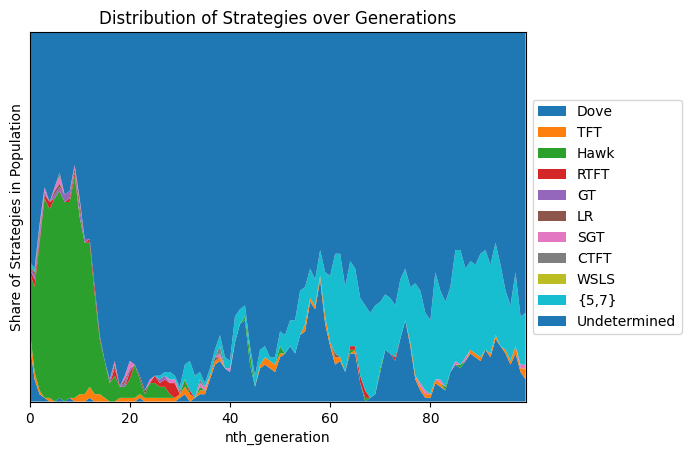 Distribution of Strategies over Generations
Share of Strategies in Population
0 20 40 60 80
nth_generation
Dove
TFT
Hawk
RTFT
GT
LR
SGT
CTFT
WSLS
{5,7}
Undetermined